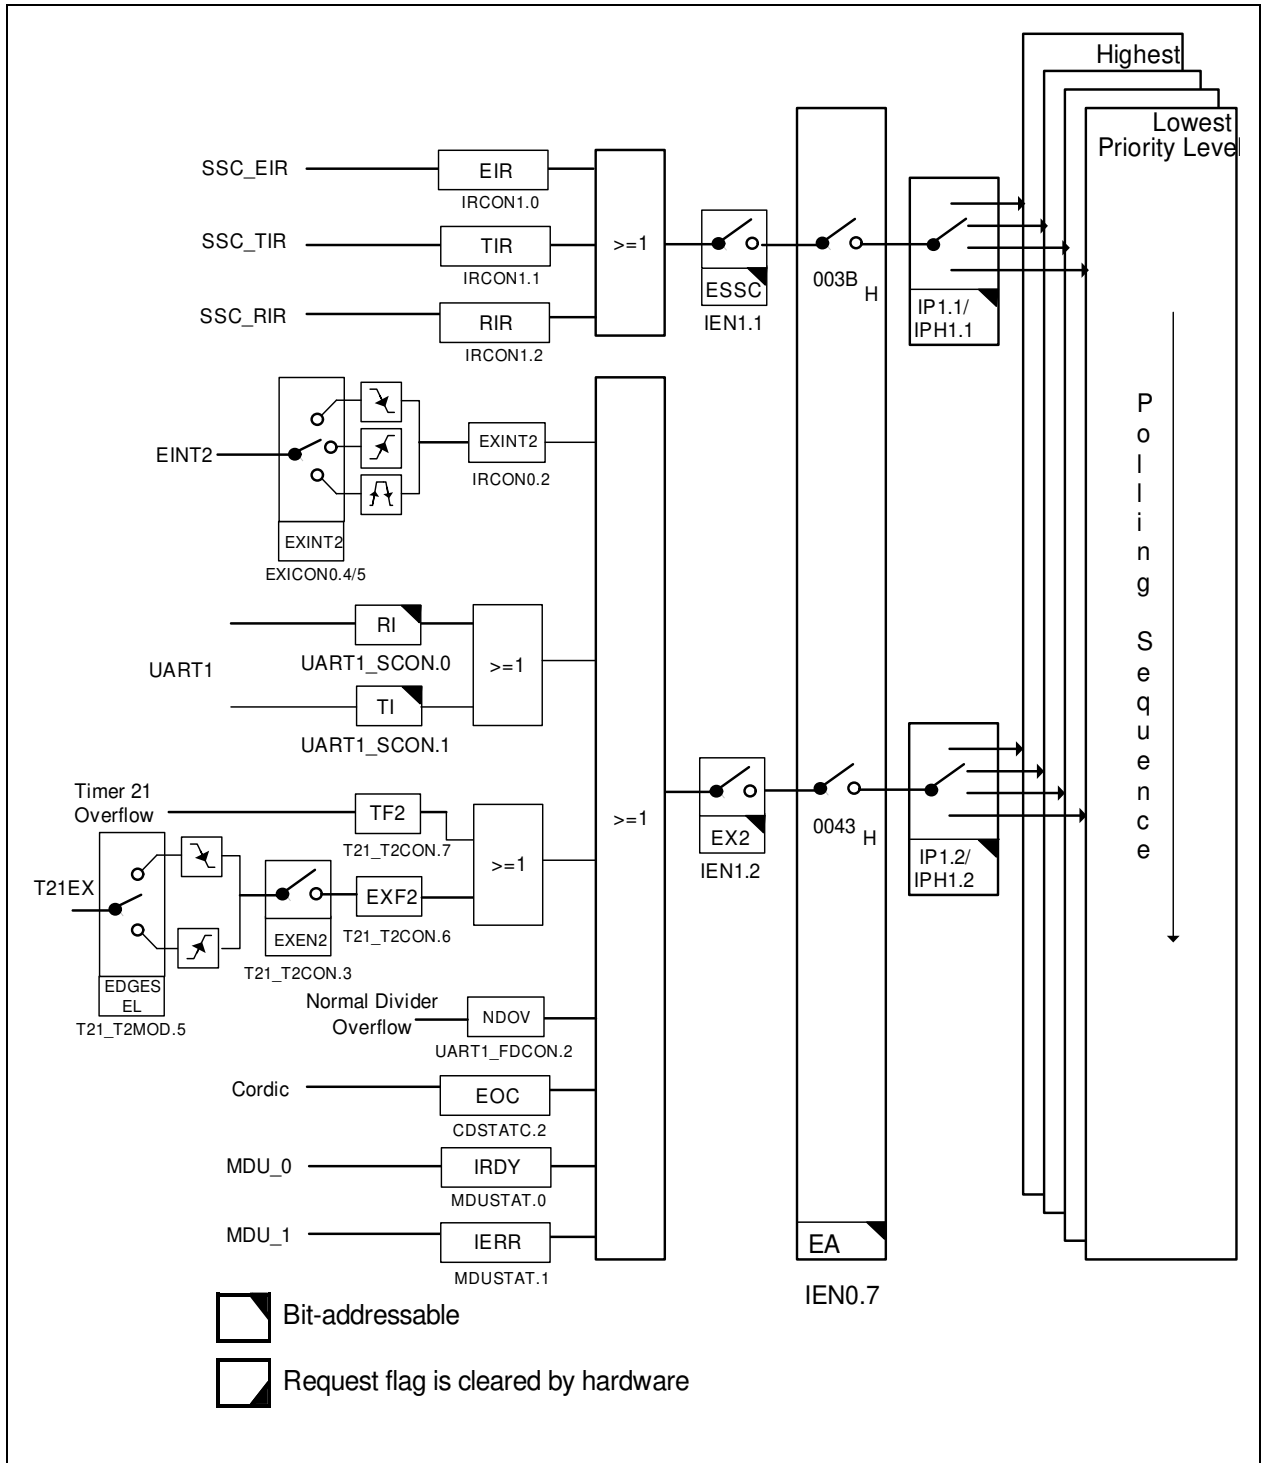 Highest
Lowest
Priority Level
SSC_EIR
EIR
IRCON1.0
SSC_TIR
TIR
IRCON1.1
SSC_RIR
RIR
IRCON1.2
>=1
ESSC
IEN1.1
003B H
IP1.1/
IPH1.1
EINT2
EXINT2
EXICON0.4/5
EXINT2
IRCON0.2
UART1
RI
UART1_SCON.0
TI
UART1_SCON.1
>=1
Timer 21
Overflow
TF2
T21_T2CON.7
T21EX
EDGES
EL
T21_T2MOD.5
EXEN2
T21_T2CON.3
EXF2
T21_T2CON.6
>=1
Normal Divider
Overflow
NDOV
UART1_FDCON.2
Cordic
EOC
CDSTATC.2
MDU_0
IRDY
MDUSTAT.0
MDU_1
IERR
MDUSTAT.1
>=1
EX2
IEN1.2
0043 H
IP1.2/
IPH1.2
EA
IEN0.7
Polling Sequence
Bit-addressable
Request flag is cleared by hardware